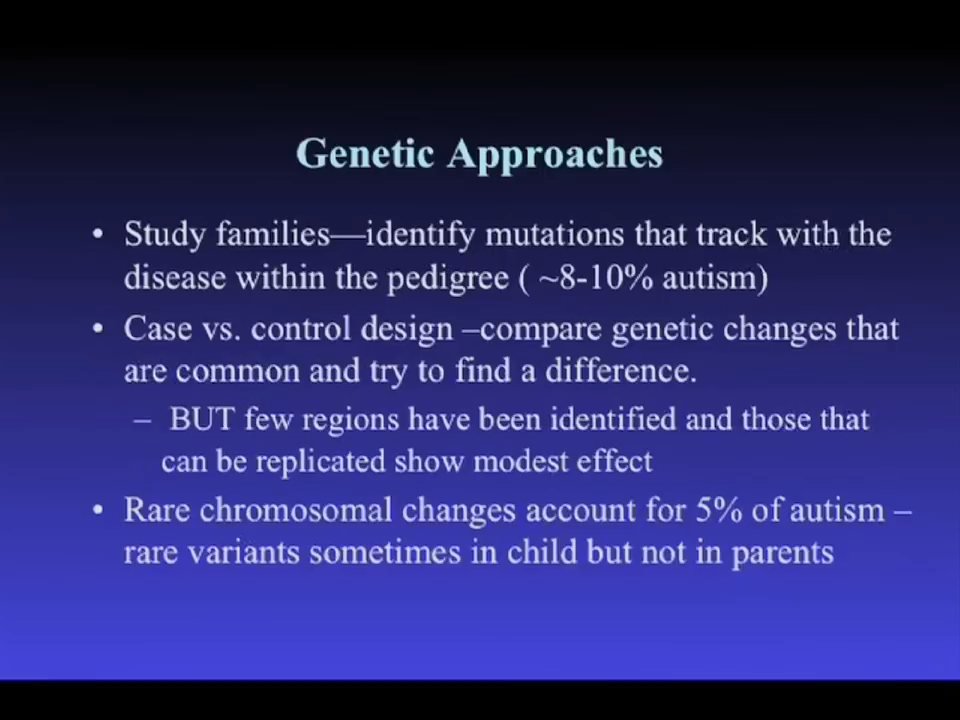 Genetic Approaches
• Study families—identify mutations that track with the
disease within the pedigree ( ~8-10% autism)
• Case vs. control design –compare genetic changes that
are common and try to find a difference.
– BUT few regions have been identified and those that
can be replicated show modest effect
• Rare chromosomal changes account for 5% of autism –
rare variants sometimes in child but not in parents